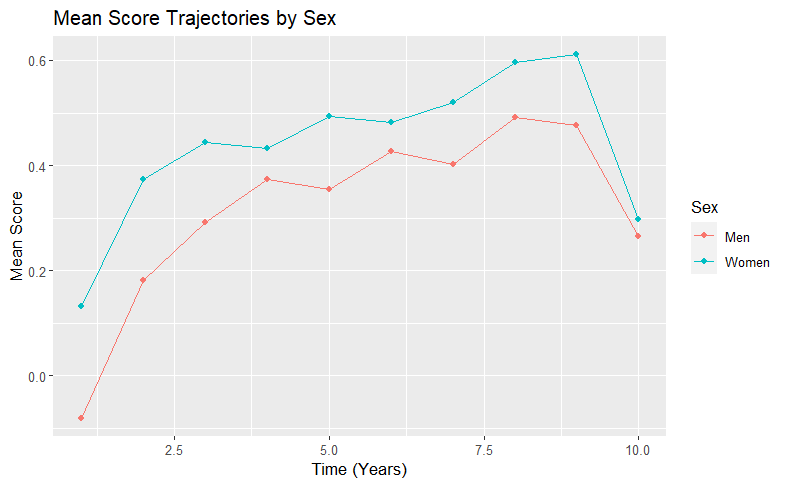 Mean Score Trajectories by Sex
Mean Score
0.6
0.4
0.2
0.0
2.5 5.0 7.5 10.0
Time (Years)
Sex
Men
Women